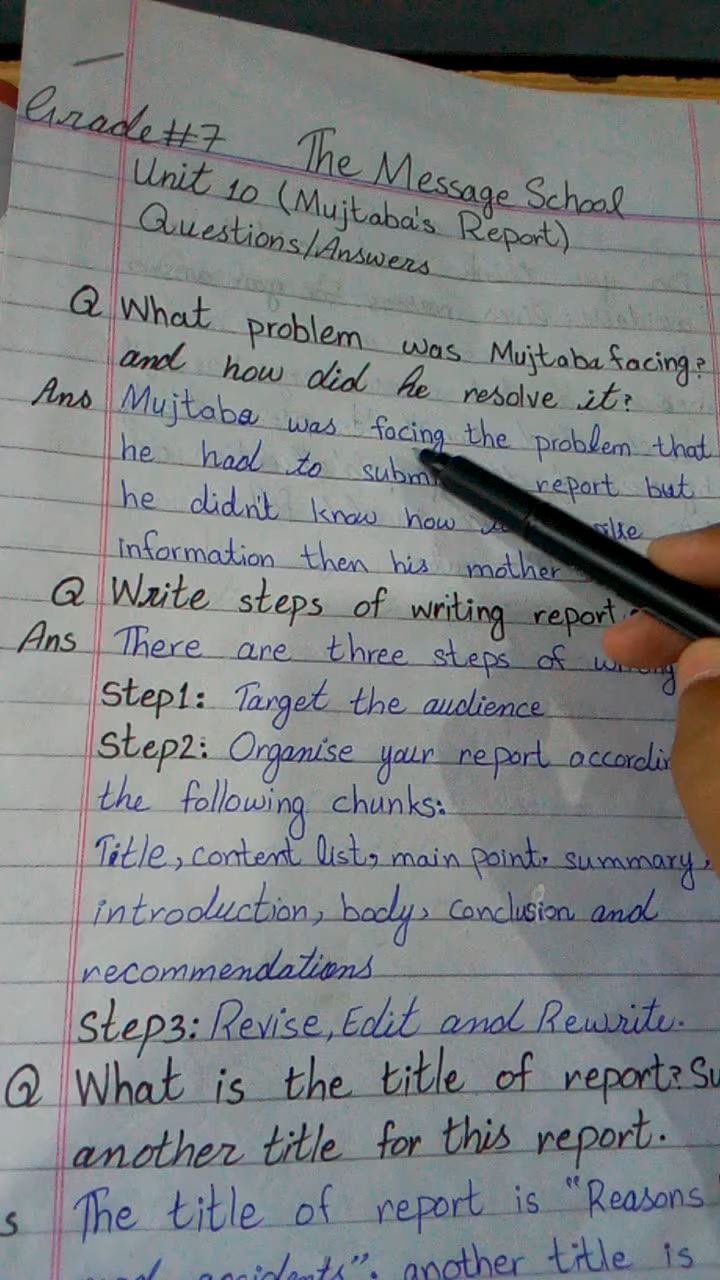 Grade#7 The Message School
Unit 10 (Mujtaba's Report)
Questions/Answers
Q What problem was Mujtaba facing?
and how did he resolve it?
Ans Mujtaba was facing the problem that
he had to report but
he didn't know how
information then his mother
Q Write steps of writing report.
Ans There are three steps of
Step1: Target the audience
Step2: Organise your report
the following chunks:
Title, content list, main point, summary,
introduction, body, conclusion and
recommendations
Step3: Revise, Edit and Rewrite.
Q What is the title of report?
another title for this report.
s The title of report is "Reasons
accidents". another title is